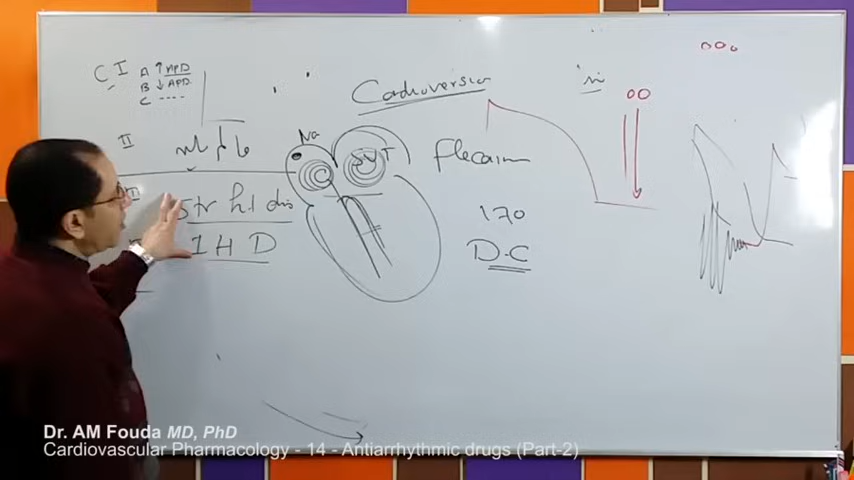 Cardioversion
CI
A ↑ APD
B ↓ APD
C ----
II
Na
SVT
Flecain
Str h.l dis
170
IHD
D.C
Dr. AM Fouda MD, PhD
Cardiovascular Pharmacology - 14 - Antiarrhythmic drugs (Part-2)